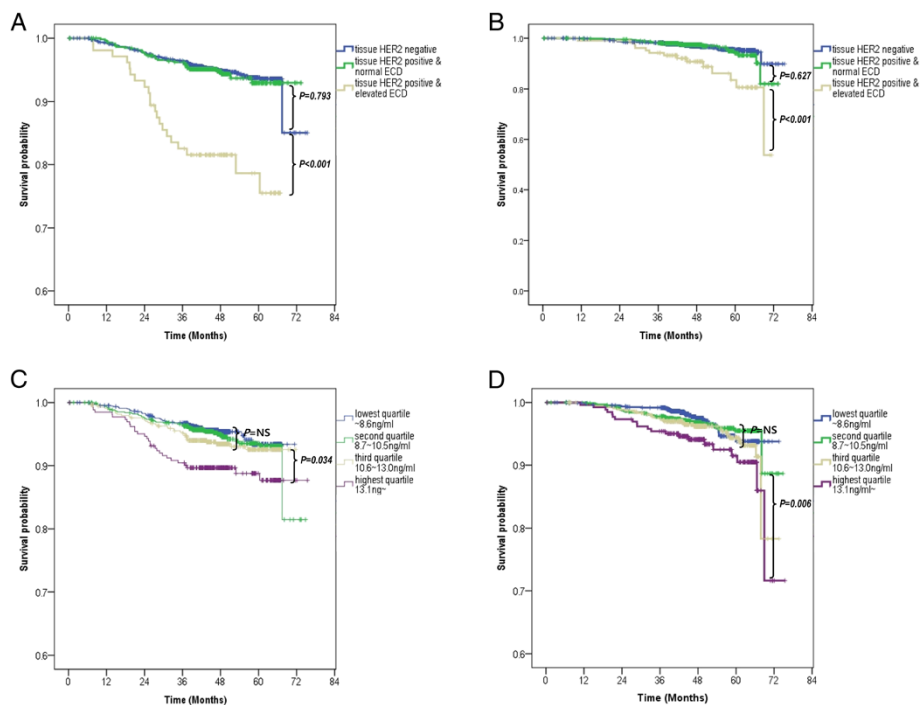 A
Survival probability
1.0
0.9
0.8
0.7
0.6
0
12
24
36
48
60
72
84
Time (Months)
tissue HER2 negative
tissue HER2 positive &
normal ECD
tissue HER2 positive &
elevated ECD
P=0.793
P<0.001
B
Survival probability
1.0
0.8
0.6
0.4
0.2
0.0
0
12
24
36
48
60
72
84
Time (Months)
tissue HER2 negative
tissue HER2 positive &
normal ECD
tissue HER2 positive &
elevated ECD
P=0.627
P<0.001
C
Survival probability
1.0
0.9
0.8
0.7
0.6
0
12
24
36
48
60
72
84
Time (Months)
lowest quartile
~8.6ng/ml
second quartile
8.7~10.5ng/ml
third quartile
10.6~13.0ng/ml
highest quartile
13.1ng~
P=NS
P=0.034
D
Survival probability
1.0
0.9
0.8
0.7
0.6
0
12
24
36
48
60
72
84
Time (Months)
lowest quartile
~8.6ng/ml
second quartile
8.7~10.5ng/ml
third quartile
10.6~13.0ng/ml
highest quartile
13.1ng/ml~
P=NS
P=0.006